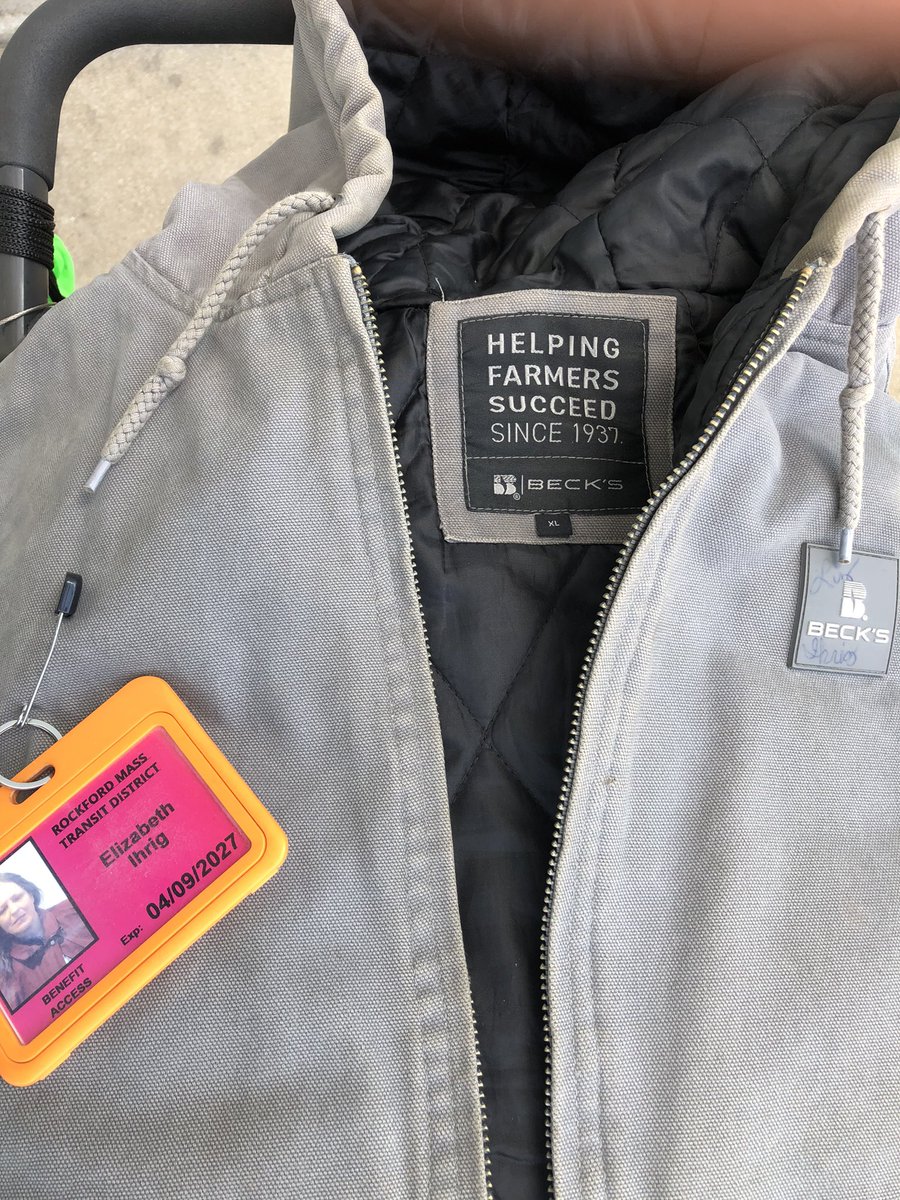 HELPING
FARMERS
SUCCEED
SINCE 1937.
BECK'S
XL
BECK'S
ROCKFORD MASS
TRANSIT DISTRICT
Elizabeth
Ihrig
Exp: 04/09/2027
BENEFIT
ACCESS